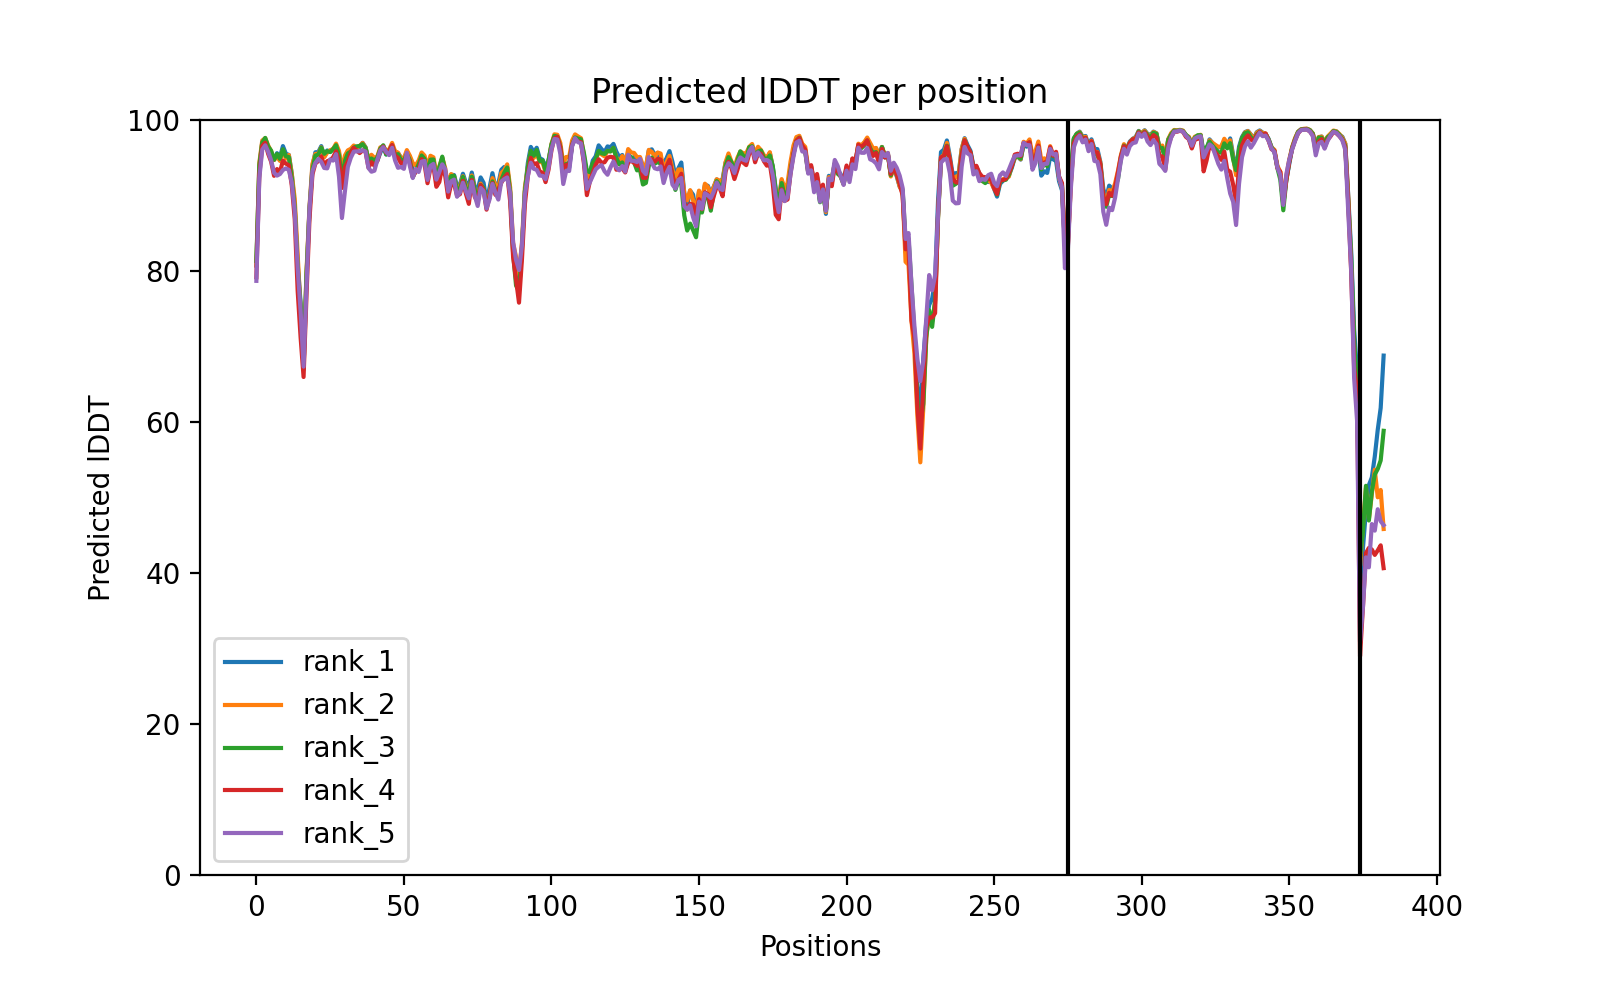 Predicted lDDT per position
100
80
60
40
20
0
Predicted lDDT
rank_1
rank_2
rank_3
rank_4
rank_5
0 50 100 150 200 250 300 350 400
Positions